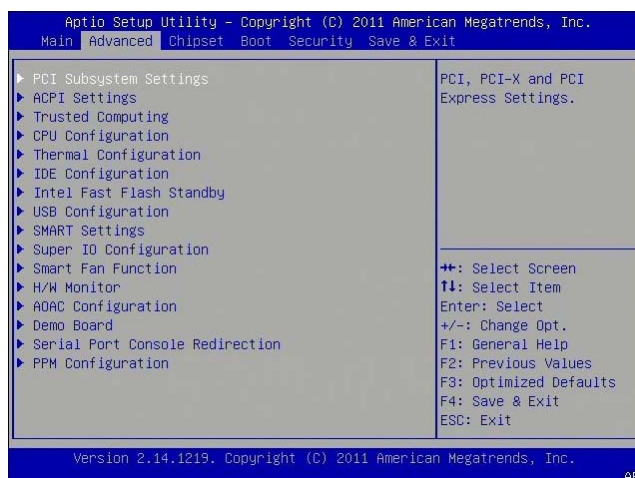 Aptio Setup Utility – Copyright (C) 2011 American Megatrends, Inc.
Main Advanced Chipset Boot Security Save & Exit
PCI Subsystem Settings
ACPI Settings
Trusted Computing
CPU Configuration
Thermal Configuration
IDE Configuration
Intel Fast Flash Standby
USB Configuration
SMART Settings
Super IO Configuration
Smart Fan Function
H/W Monitor
AOAC Configuration
Demo Board
Serial Port Console Redirection
PPM Configuration
PCI, PCI-X and PCI
Express Settings.
→←: Select Screen
↑↓: Select Item
Enter: Select
+/-: Change Opt.
F1: General Help
F2: Previous Values
F3: Optimized Defaults
F4: Save & Exit
ESC: Exit
Version 2.14.1219. Copyright (C) 2011 American Megatrends, Inc.